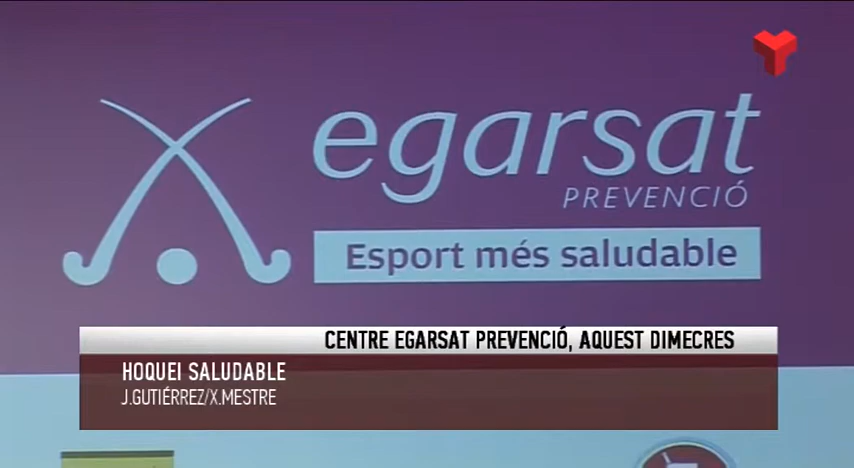 egarsat
PREVENCIÓ
Esport més saludable
CENTRE EGARSAT PREVENCIÓ, AQUEST DIMECRES
HOQUEI SALUDABLE
J.GUTIÉRREZ/X.MESTRE